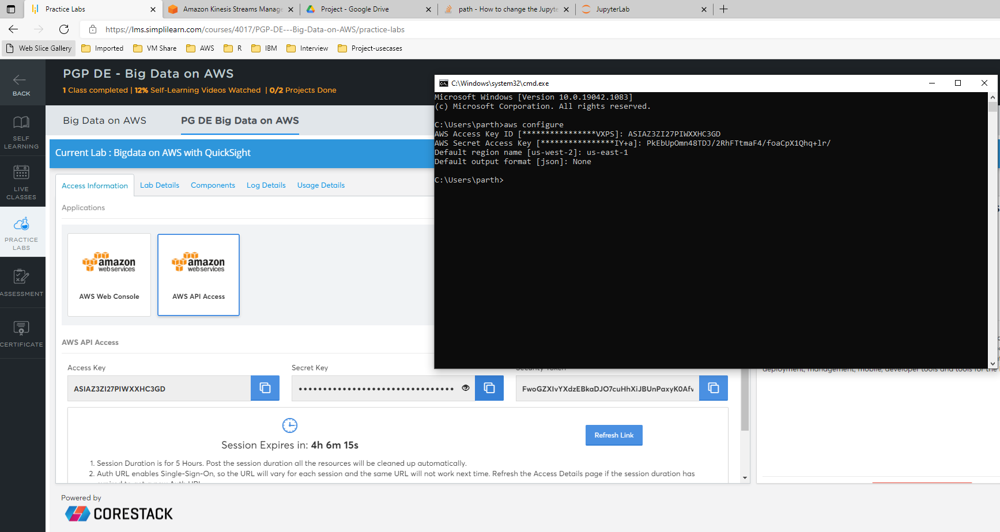 Practice Labs
Amazon Kinesis Streams Manage
Project - Google Drive
path - How to change the Jupyte
JupyterLab
https://lms.simplilearn.com/courses/4017/PGP-DE---Big-Data-on-AWS/practice-labs
Web Slice Gallery
Imported
VM Share
AWS
R
IBM
Interview
Project-usecases
BACK
PGP DE - Big Data on AWS
1 Class completed | 12% Self-Learning Videos Watched | 0/2 Projects Done
SELF
LEARNING
LIVE
CLASSES
PRACTICE
LABS
ASSESSMENT
CERTIFICATE
Big Data on AWS
PG DE Big Data on AWS
Current Lab : Bigdata on AWS with QuickSight
Access Information
Lab Details
Components
Log Details
Usage Details
Applications
amazon
webservices
AWS Web Console
amazon
webservices
AWS API Access
C:\Windows\system32\cmd.exe
Microsoft Windows [Version 10.0.19042.1083]
(c) Microsoft Corporation. All rights reserved.
C:\Users\parth>aws configure
AWS Access Key ID [****************VXPS]: ASIAZ3ZI27PIWXXHC3GD
AWS Secret Access Key [****************IY+a]: PkEbUpOmn48TDJ/2RhFTtmaF4/foaCpX1Qhq+lr/
Default region name [us-west-2]: us-east-1
Default output format [json]: None
C:\Users\parth>
AWS API Access
Access Key
Secret Key
Security Token
ASIAZ3ZI27PIWXXHC3GD
FwoGZXIvYXdzEBkaDJO7cuHhXiJBUnPaxyK0Afv
deployment, management, mobile, developer tools and tools for the
Session Expires in: 4h 6m 15s
Refresh Link
1. Session Duration is for 5 Hours. Post the session duration all the resources will be cleaned up automatically.
2. Auth URL enables Single-Sign-On, so the URL will vary for each session and the same URL will not work next time. Refresh the Access Details page if the session duration has
Powered by
CORESTACK